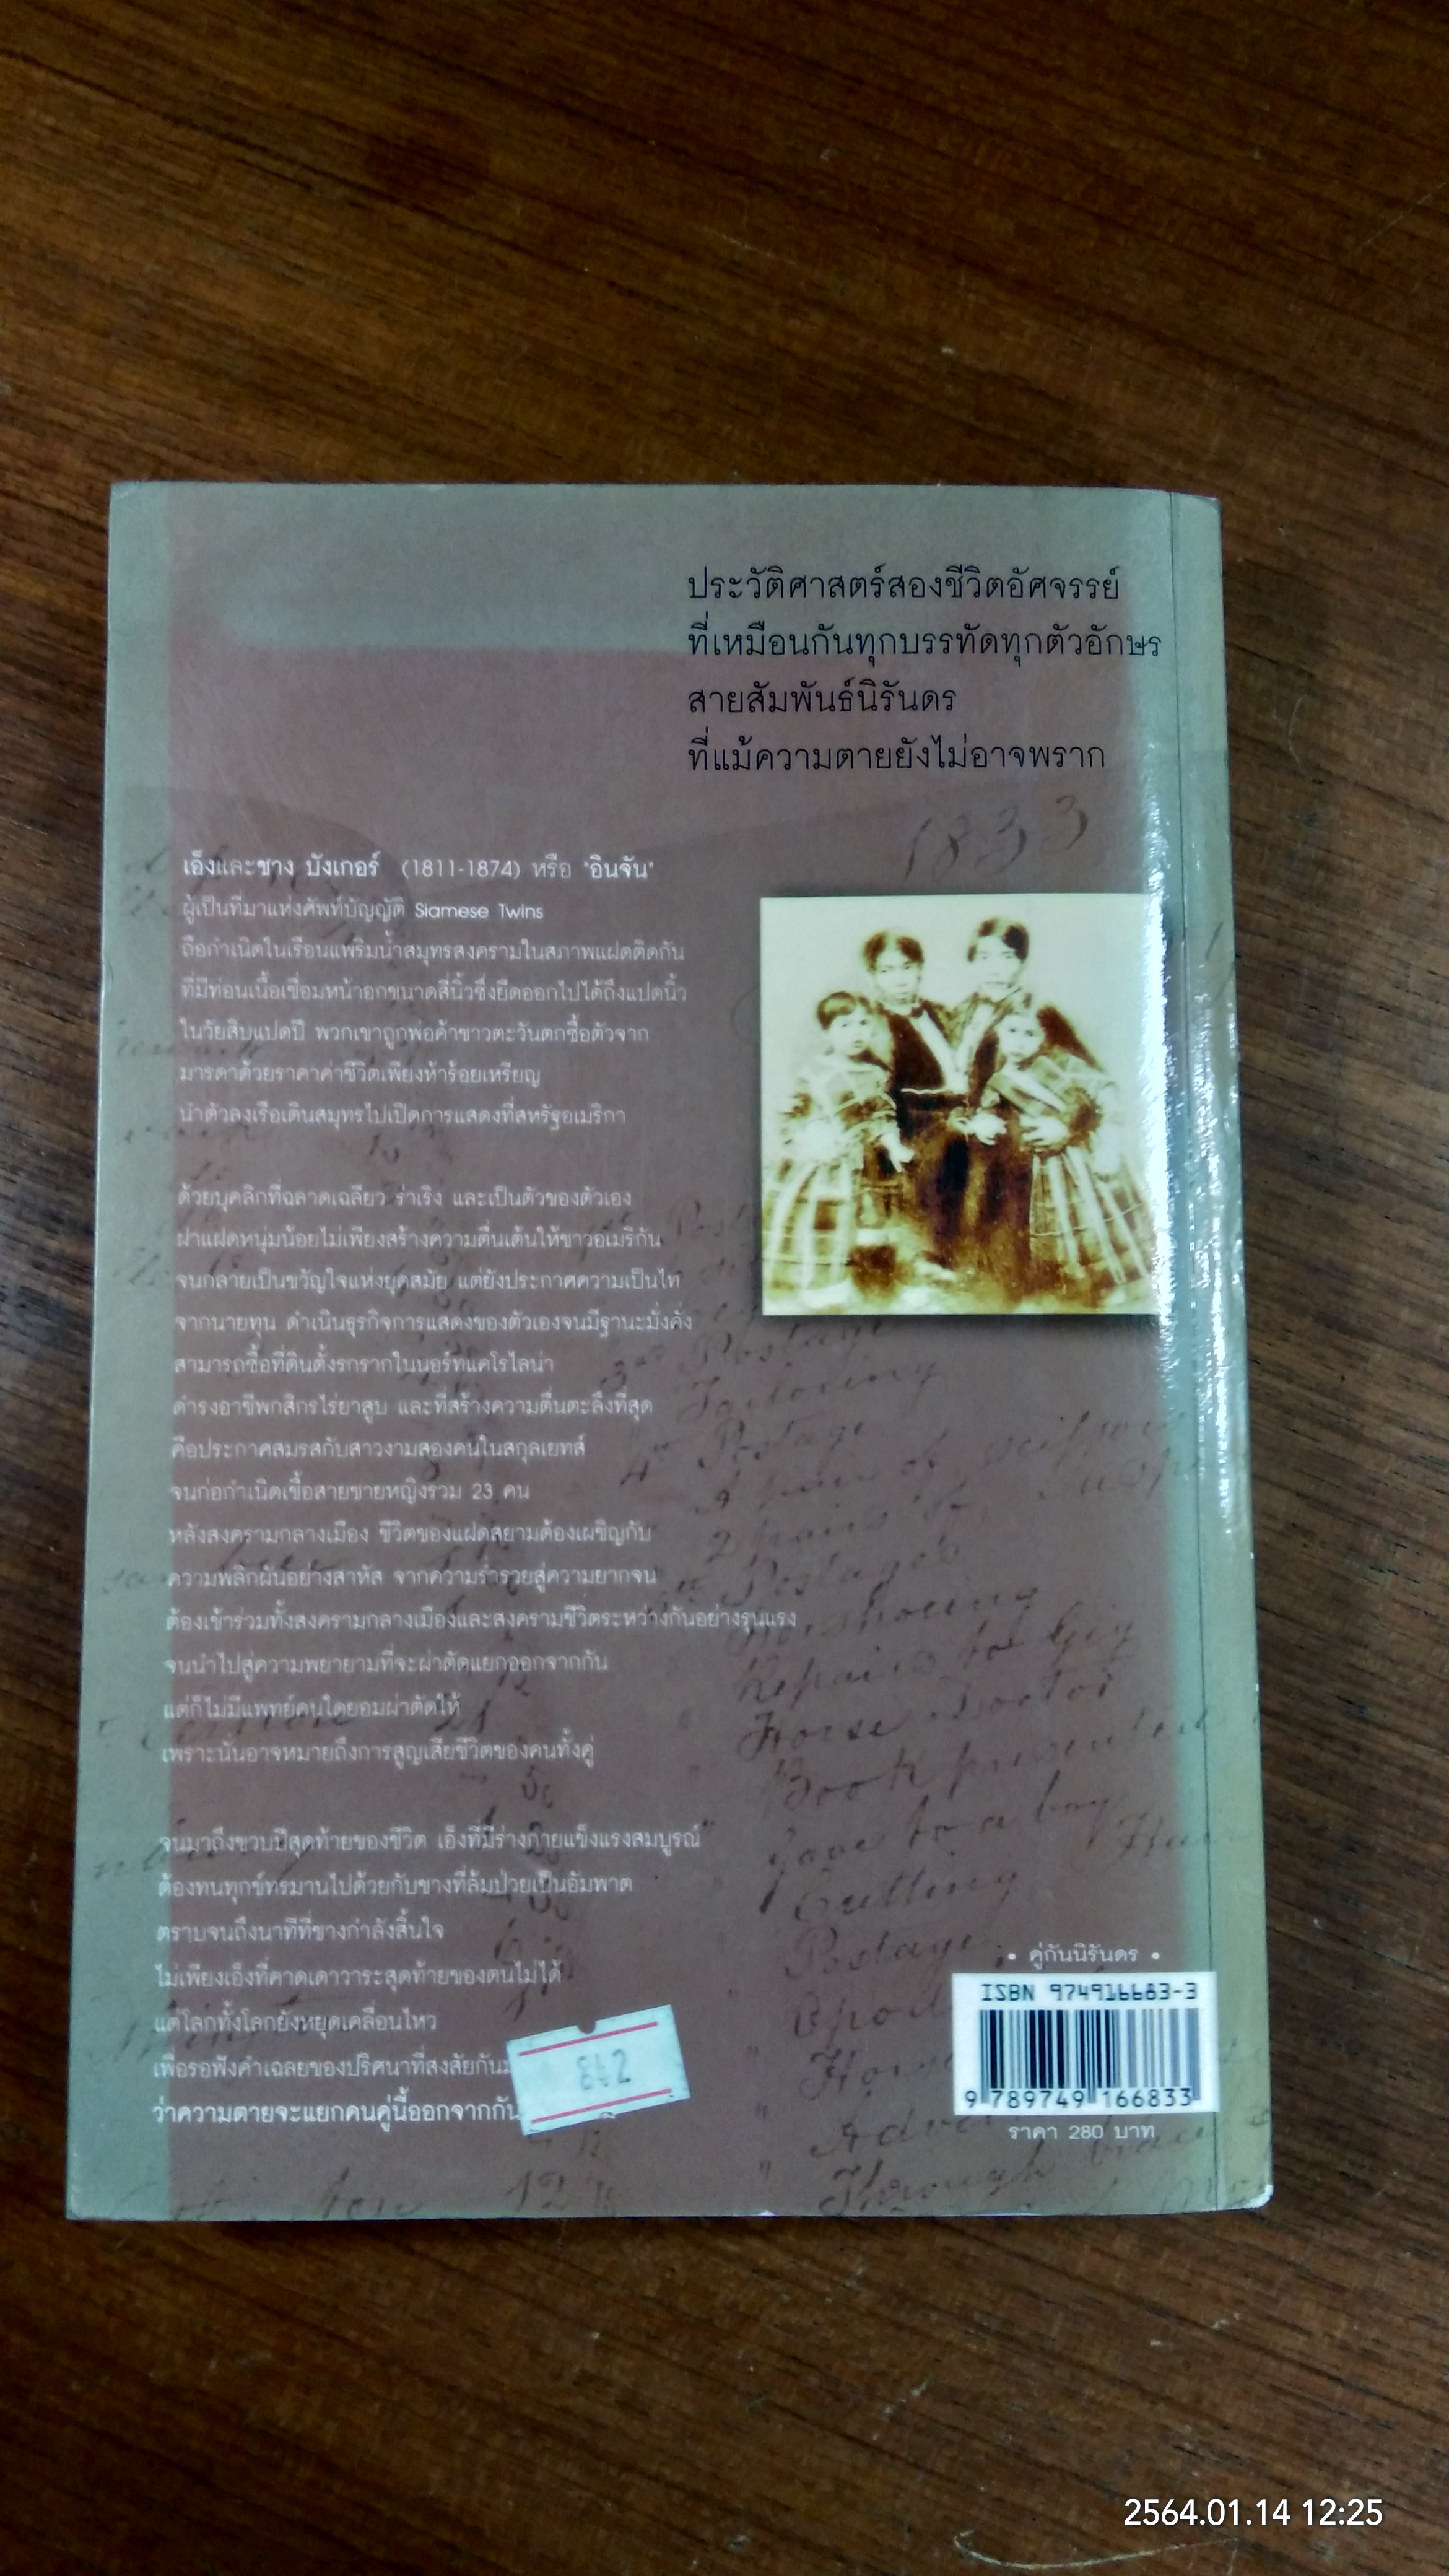 ประวัติศาสตร์สองชีวิตอัศจรรย์
ที่เหมือนกันทุกบรรทัดทุกตัวอักษร
สายสัมพันธ์นิรันดร
ที่แม้ความตายยังไม่อาจพราก
1833
เอ็งและชาง บังเกอร์ (1811-1874) หรือ "อินจัน"
ผู้เป็นที่มาแห่งศัพท์บัญญัติ Siamese Twins
ถือกำเนิดในเรือนแพริมน้ำสมุทรสงครามในสภาพแฝดติดกัน
ที่มีท่อนเนื้อเชื่อมหน้าอกขนาดสี่นิ้วซึ่งยืดออกไปได้ถึงแปดนิ้ว
ในวัยสิบแปดปี พวกเขาถูกพ่อค้าชาวตะวันตกซื้อตัวจาก
มารดาด้วยราคาค่าชีวิตเพียงห้าร้อยเหรียญ
นำตัวลงเรือเดินสมุทรไปเปิดการแสดงที่สหรัฐอเมริกา
ด้วยบุคลิกที่ฉลาดเฉลียว ร่าเริง และเป็นตัวของตัวเอง
ฝาแฝดหนุ่มน้อยไม่เพียงสร้างความตื่นเต้นให้ชาวอเมริกัน
จนกลายเป็นขวัญใจแห่งยุคสมัย แต่ยังประกาศความเป็นไท
จากนายทุน ดำเนินธุรกิจการแสดงของตัวเองจนมีฐานะมั่งคั่ง
สามารถซื้อที่ดินตั้งรกรากในนอร์ทแคโรไลน่า
ดำรงอาชีพกสิกรไร่ยาสูบ และที่สร้างความตื่นตะลึงที่สุด
คือประกาศสมรสกับสาวงามสองคนในสกุลเยทส์
จนก่อกำเนิดเชื้อสายชายหญิงรวม 23 คน
หลังสงครามกลางเมือง ชีวิตของแฝดสยามต้องเผชิญกับ
ความพลิกผันอย่างสาหัส จากความร่ำรวยสู่ความยากจน
ต้องเข้าร่วมทั้งสงครามกลางเมืองและสงครามชีวิตระหว่างกันอย่างรุนแรง
จนนำไปสู่ความพยายามที่จะผ่าตัดแยกออกจากกัน
แต่ก็ไม่มีแพทย์คนใดยอมผ่าตัดให้
เพราะนั่นอาจหมายถึงการสูญเสียชีวิตของคนทั้งคู่
จนมาถึงขวบปีสุดท้ายของชีวิต เอ็งที่มีร่างกายแข็งแรงสมบูรณ์
ต้องทนทุกข์ทรมานไปด้วยกับชางที่ล้มป่วยเป็นอัมพาต
ตราบจนถึงนาทีที่ชางกำลังสิ้นใจ
ไม่เพียงเอ็งที่คาดเดาวาระสุดท้ายของตนไม่ได้
แต่โลกทั้งโลกยังหยุดเคลื่อนไหว
เพื่อรอฟังคำเฉลยของปริศนาที่สงสัยกัน
ว่าความตายจะแยกคนคู่นี้ออกจากกัน
3rd Postage
Tailoring
4th Postage
Postage
Horse shoeing
Repairs to Gig
Horse Doctor
Book
Gave to a boy
Cutting
Postage
Through
• คู่กันนิรันดร •
ISBN 974916683-3
9 789749 166833
ราคา 280 บาท
2564.01.14 12:25